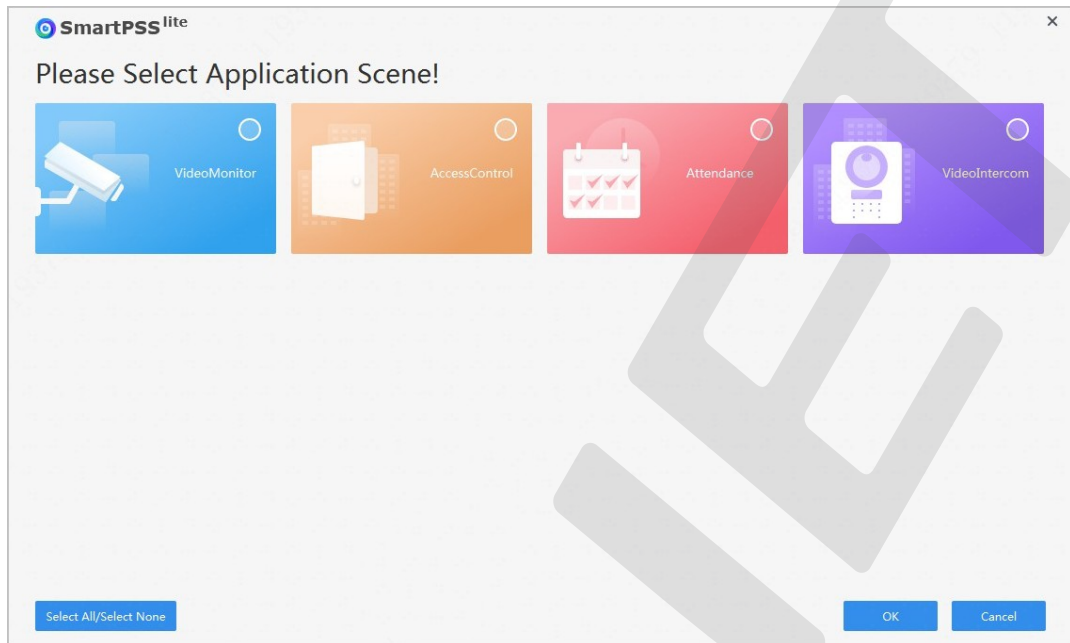 SmartPSS lite
Please Select Application Scene!
VideoMonitor
AccessControl
Attendance
VideoIntercom
Select All/Select None
OK
Cancel